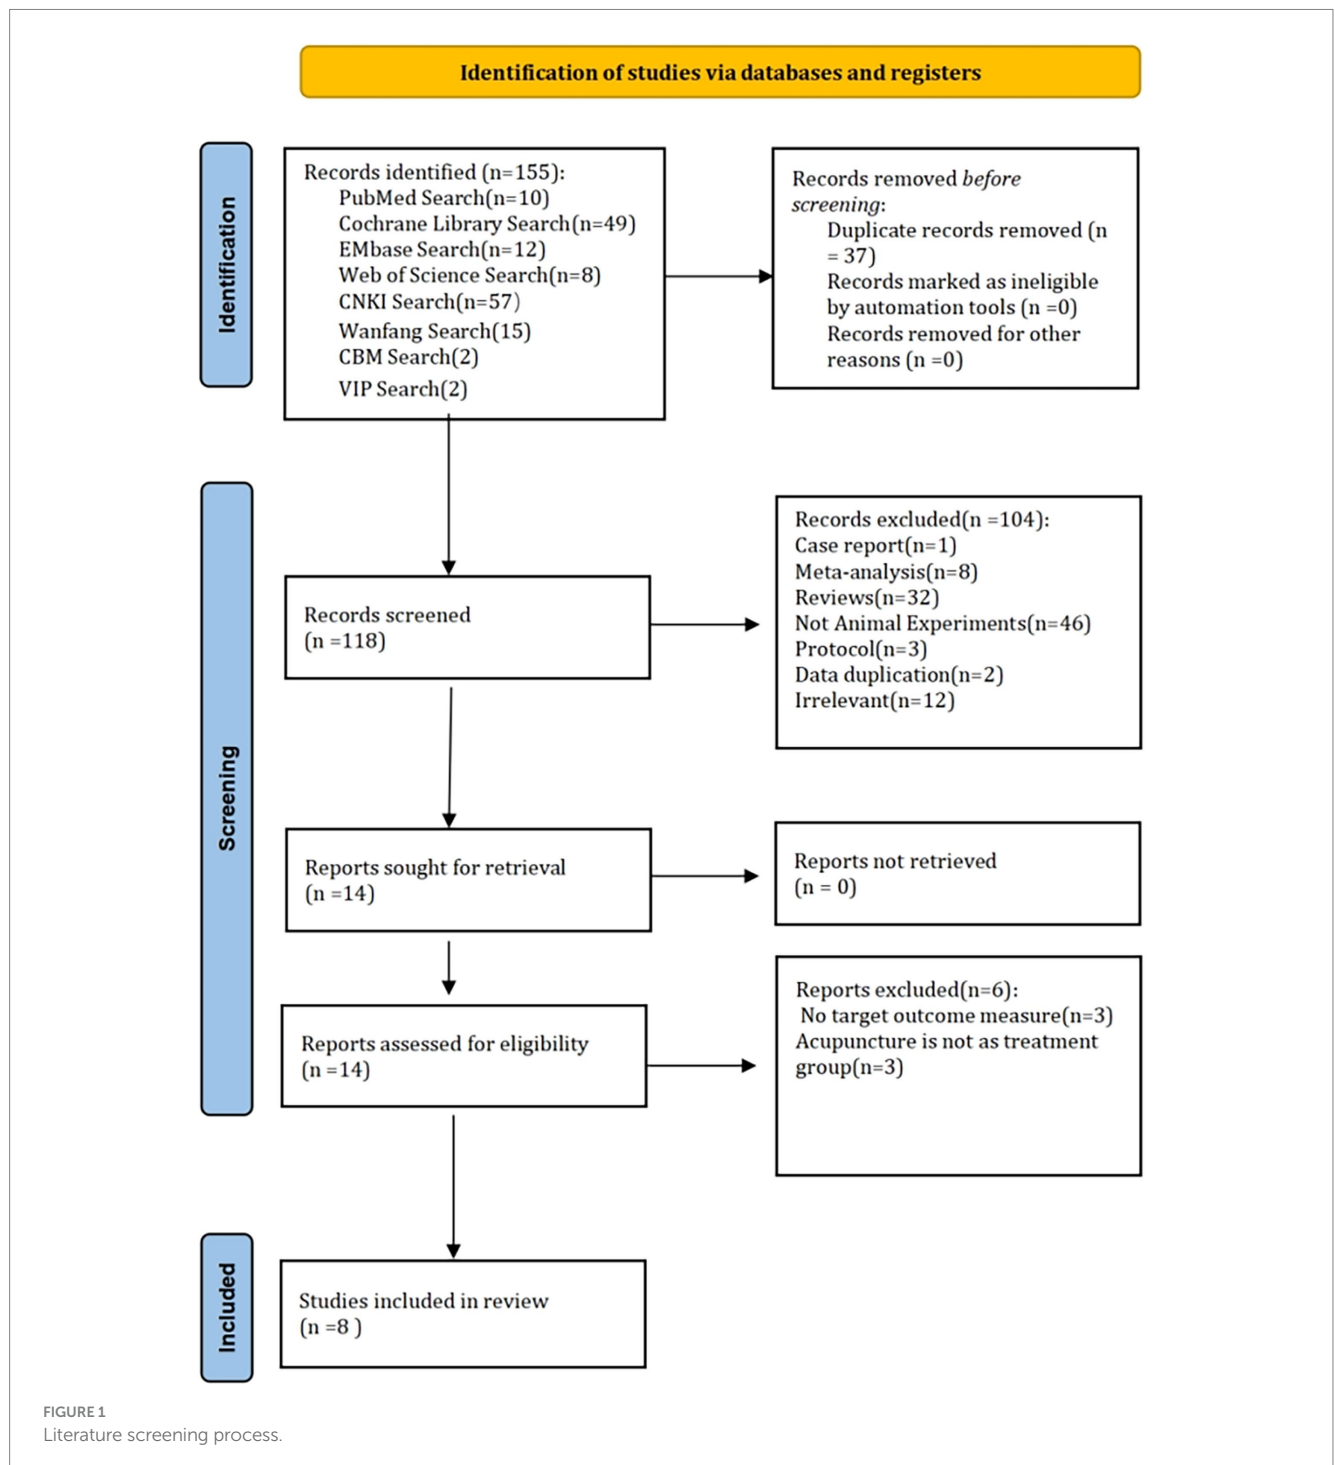 Identification of studies via databases and registers
Identification
Records identified (n=155):
PubMed Search(n=10)
Cochrane Library Search(n=49)
EMbase Search(n=12)
Web of Science Search(n=8)
CNKI Search(n=57)
Wanfang Search(15)
CBM Search(2)
VIP Search(2)
Records removed before
screening:
Duplicate records removed (n
= 37)
Records marked as ineligible
by automation tools (n =0)
Records removed for other
reasons (n =0)
Screening
Records screened
(n =118)
Records excluded(n =104):
Case report(n=1)
Meta-analysis(n=8)
Reviews(n=32)
Not Animal Experiments(n=46)
Protocol(n=3)
Data duplication(n=2)
Irrelevant(n=12)
Reports sought for retrieval
(n =14)
Reports not retrieved
(n = 0)
Reports assessed for eligibility
(n =14)
Reports excluded(n=6):
No target outcome measure(n=3)
Acupuncture is not as treatment
group(n=3)
Included
Studies included in review
(n =8 )
FIGURE 1
Literature screening process.